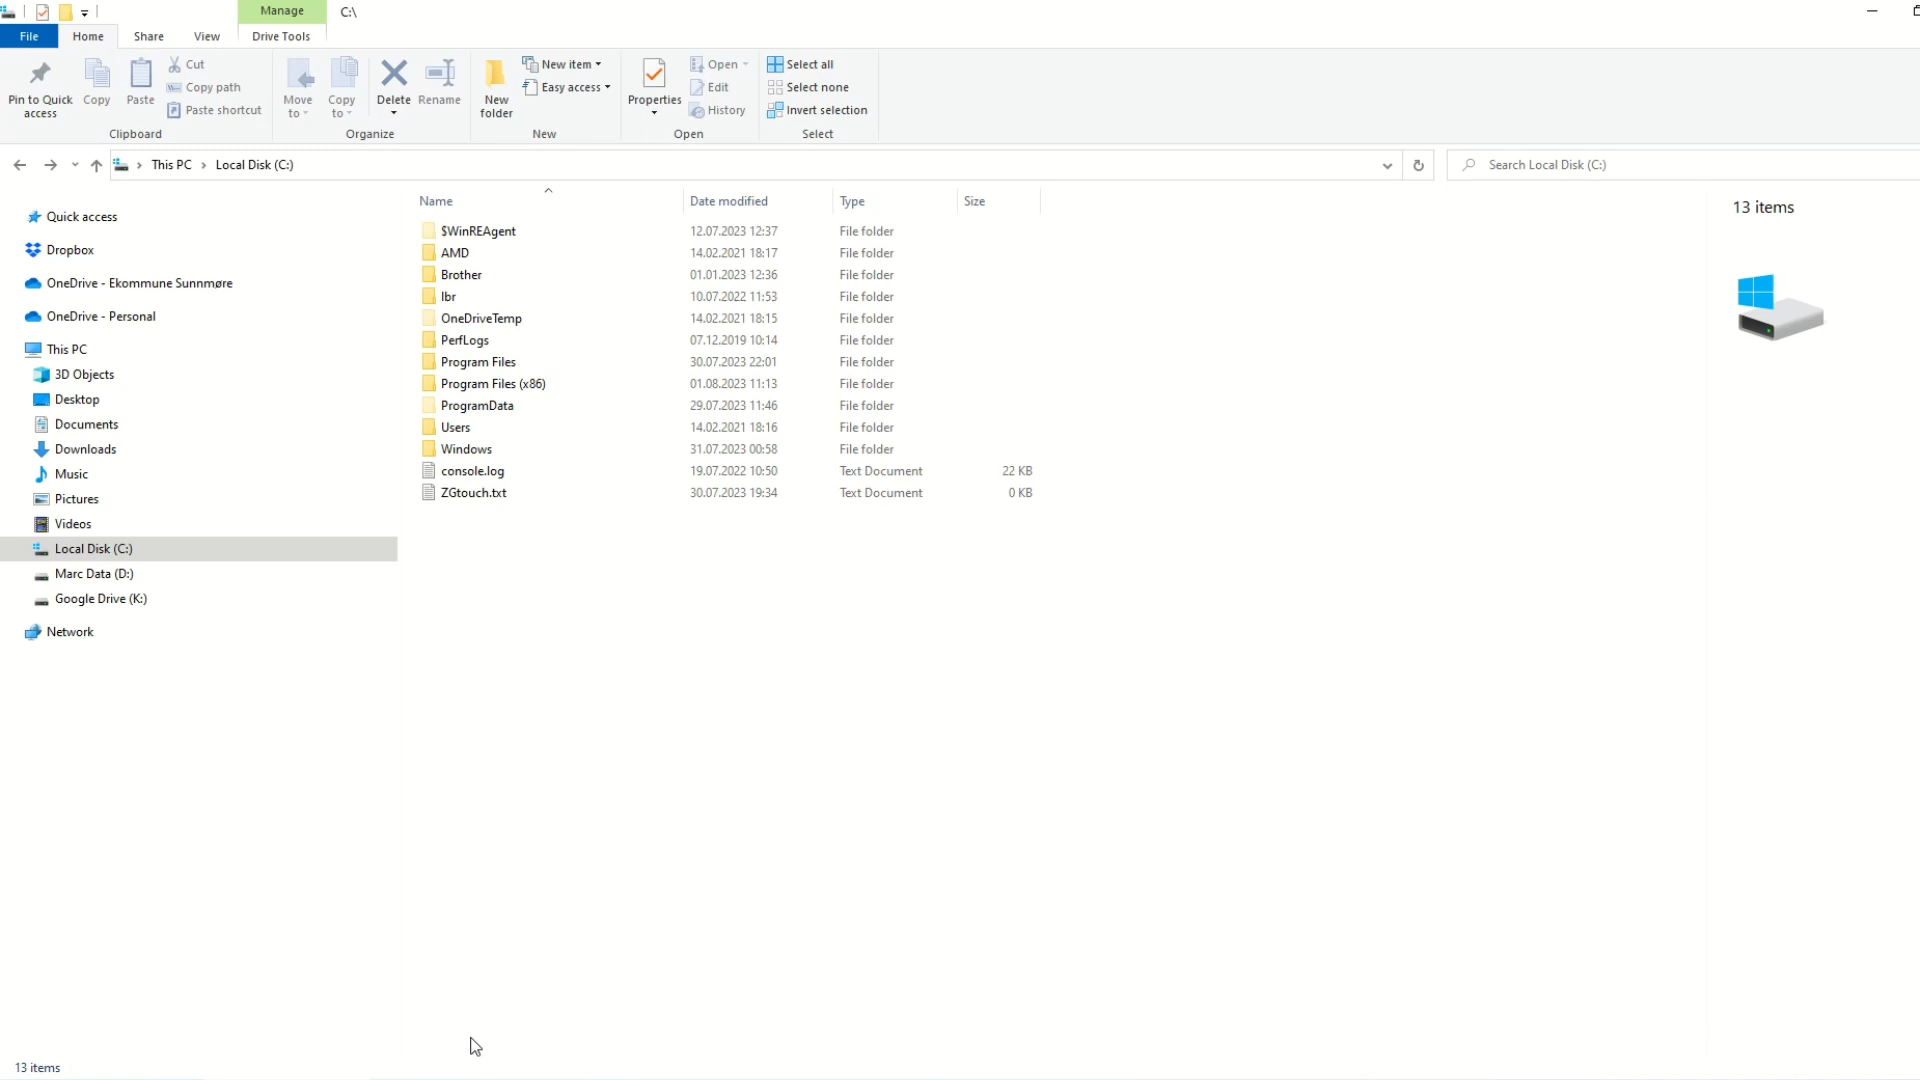 Manage C:\
File Home Share View Drive Tools
Pin to Quick access
Copy
Paste
Cut
Copy path
Paste shortcut
Clipboard
Move to
Copy to
Delete
Rename
Organize
New folder
New item
Easy access
New
Properties
Open
Edit
History
Open
Select all
Select none
Invert selection
Select
This PC > Local Disk (C:)
Search Local Disk (C:)
Quick access
Dropbox
OneDrive - Ekommune Sunnmøre
OneDrive - Personal
This PC
3D Objects
Desktop
Documents
Downloads
Music
Pictures
Videos
Local Disk (C:)
Marc Data (D:)
Google Drive (K:)
Network
Name Date modified Type Size
$WinREAgent 12.07.2023 12:37 File folder
AMD 14.02.2021 18:17 File folder
Brother 01.01.2023 12:36 File folder
lbr 10.07.2022 11:53 File folder
OneDriveTemp 14.02.2021 18:15 File folder
PerfLogs 07.12.2019 10:14 File folder
Program Files 30.07.2023 22:01 File folder
Program Files (x86) 01.08.2023 11:13 File folder
ProgramData 29.07.2023 11:46 File folder
Users 14.02.2021 18:16 File folder
Windows 31.07.2023 00:58 File folder
console.log 19.07.2022 10:50 Text Document 22 KB
ZGtouch.txt 30.07.2023 19:34 Text Document 0 KB
13 items
13 items